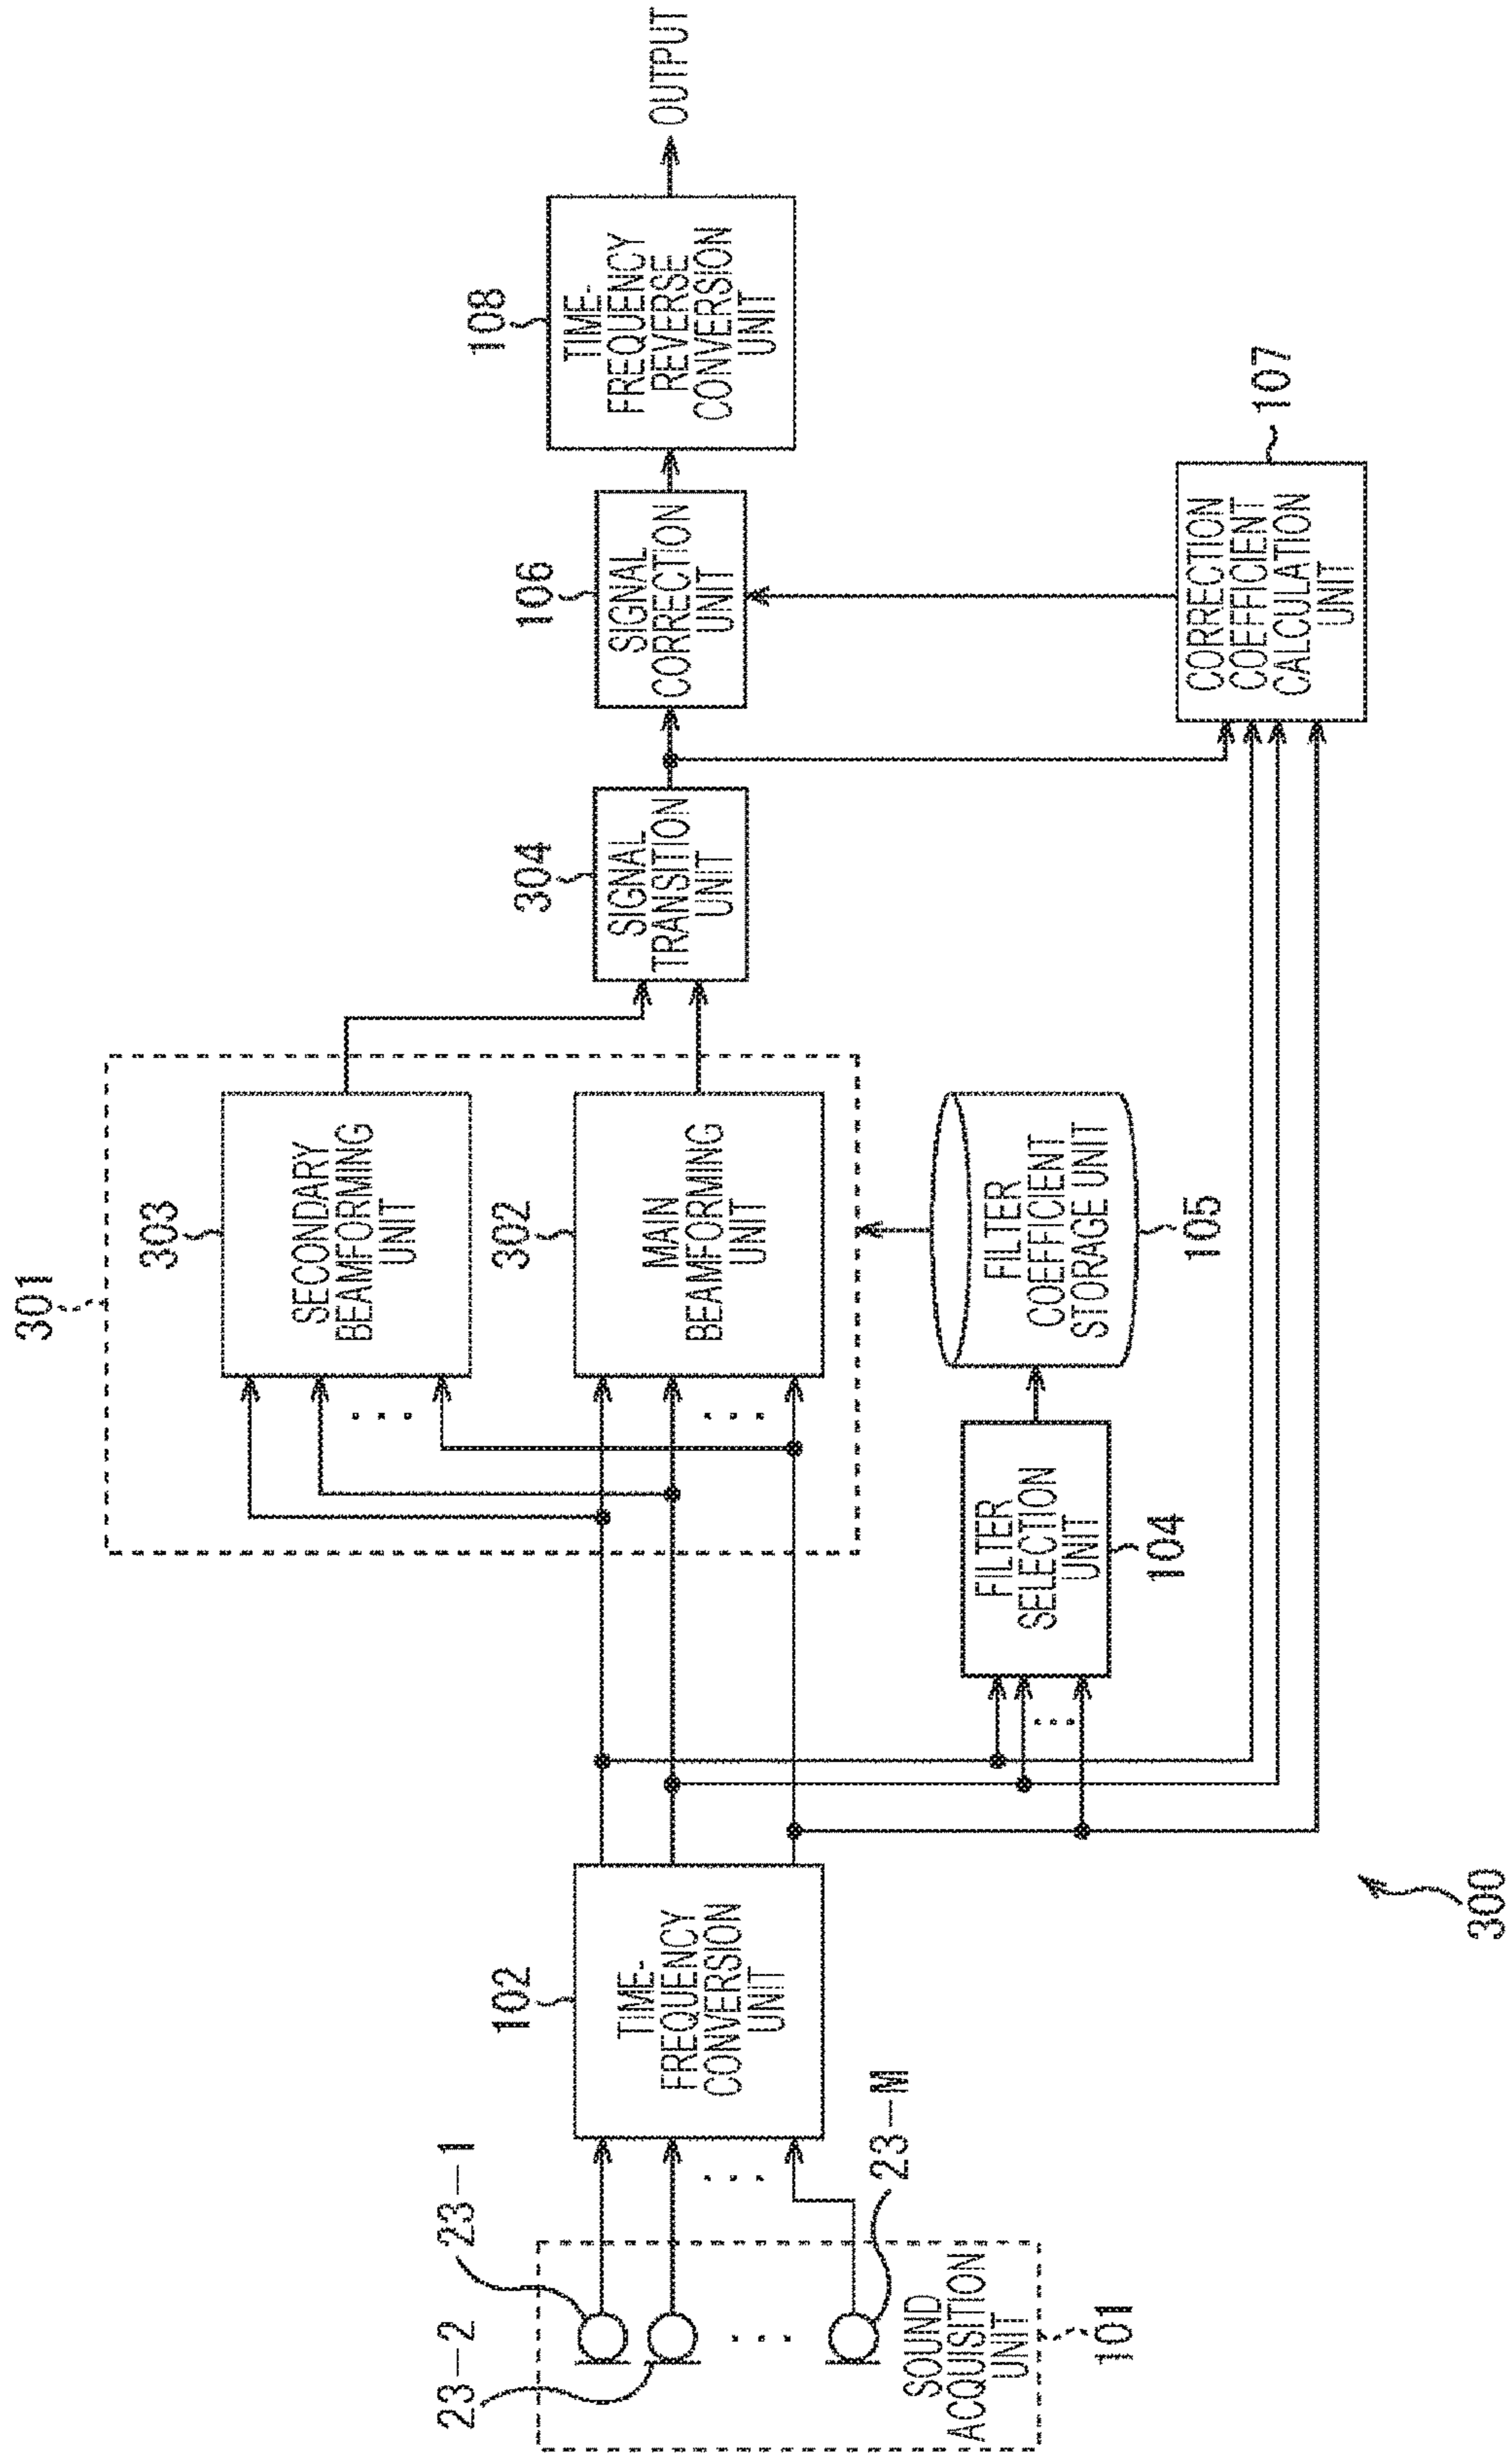 301
303
SECONDARY
BEAMFORMING
UNIT
302
MAIN
BEAMFORMING
UNIT
23-1
23-2
23-M
SOUND
ACQUISITION
UNIT
101
102
TIME-
FREQUENCY
CONVERSION
UNIT
FILTER
SELECTION
UNIT
104
FILTER
COEFFICIENT
STORAGE UNIT
105
304
SIGNAL
TRANSITION
UNIT
106
SIGNAL
CORRECTION
UNIT
108
TIME-
FREQUENCY
REVERSE
CONVERSION
UNIT
OUTPUT
CORRECTION
COEFFICIENT
CALCULATION
UNIT
107
300